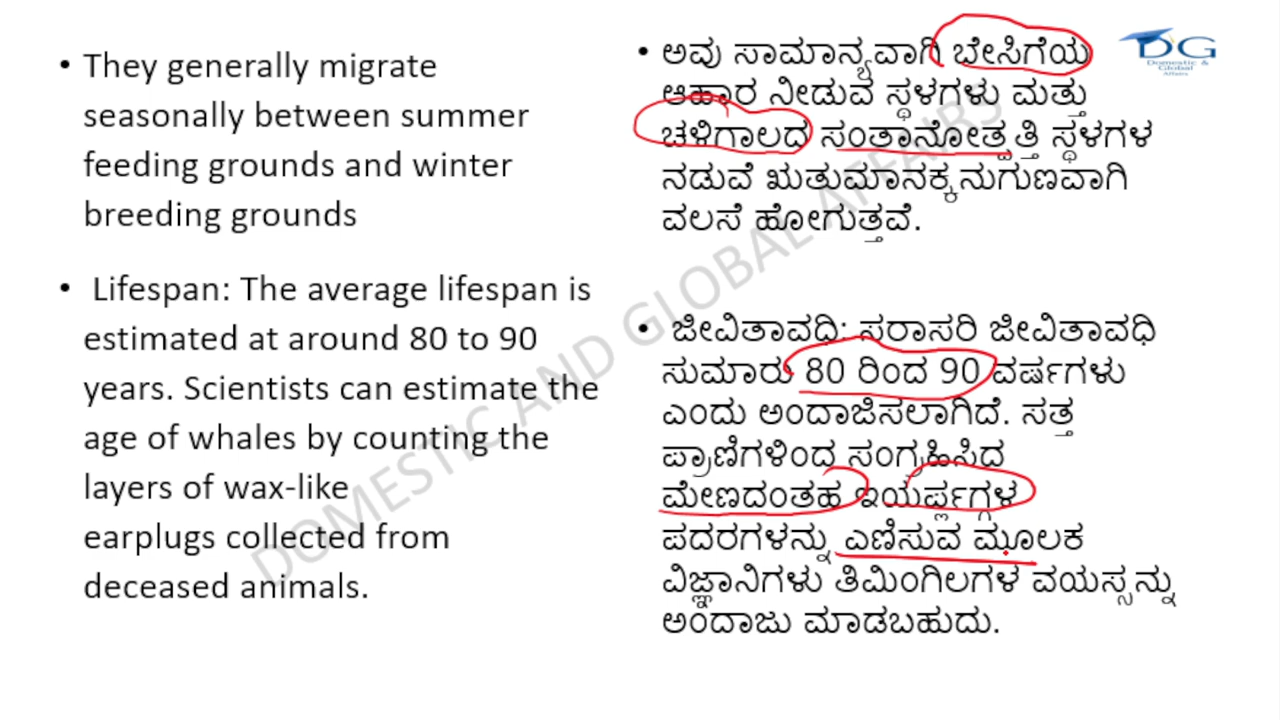 • They generally migrate
seasonally between summer
feeding grounds and winter
breeding grounds
• Lifespan: The average lifespan is
estimated at around 80 to 90
years. Scientists can estimate the
age of whales by counting the
layers of wax-like
earplugs collected from
deceased animals.
• ಅವು ಸಾಮಾನ್ಯವಾಗಿ ಬೇಸಿಗೆಯ
ಆಹಾರ ನೀಡುವ ಸ್ಥಳಗಳು ಮತ್ತು
ಚಳಿಗಾಲದ ಸಂತಾನೋತ್ಪತ್ತಿ ಸ್ಥಳಗಳ
ನಡುವೆ ಋತುಮಾನಕ್ಕನುಗುಣವಾಗಿ
ವಲಸೆ ಹೋಗುತ್ತವೆ.
• ಜೀವಿತಾವಧಿ: ಸರಾಸರಿ ಜೀವಿತಾವಧಿ
ಸುಮಾರು 80 ರಿಂದ 90 ವರ್ಷಗಳು
ಎಂದು ಅಂದಾಜಿಸಲಾಗಿದೆ. ಸತ್ತ
ಪ್ರಾಣಿಗಳಿಂದ ಸಂಗ್ರಹಿಸಿದ
ಮೇಣದಂತಹ ಇಯರ್ಪ್ಲಗ್ಗಳ
ಪದರಗಳನ್ನು ಎಣಿಸುವ ಮೂಲಕ
ವಿಜ್ಞಾನಿಗಳು ತಿಮಿಂಗಿಲಗಳ ವಯಸ್ಸನ್ನು
ಅಂದಾಜು ಮಾಡಬಹುದು.
DG
Domestic &
Global
Affairs
DOMESTIC AND GLOBAL AFFAIRS